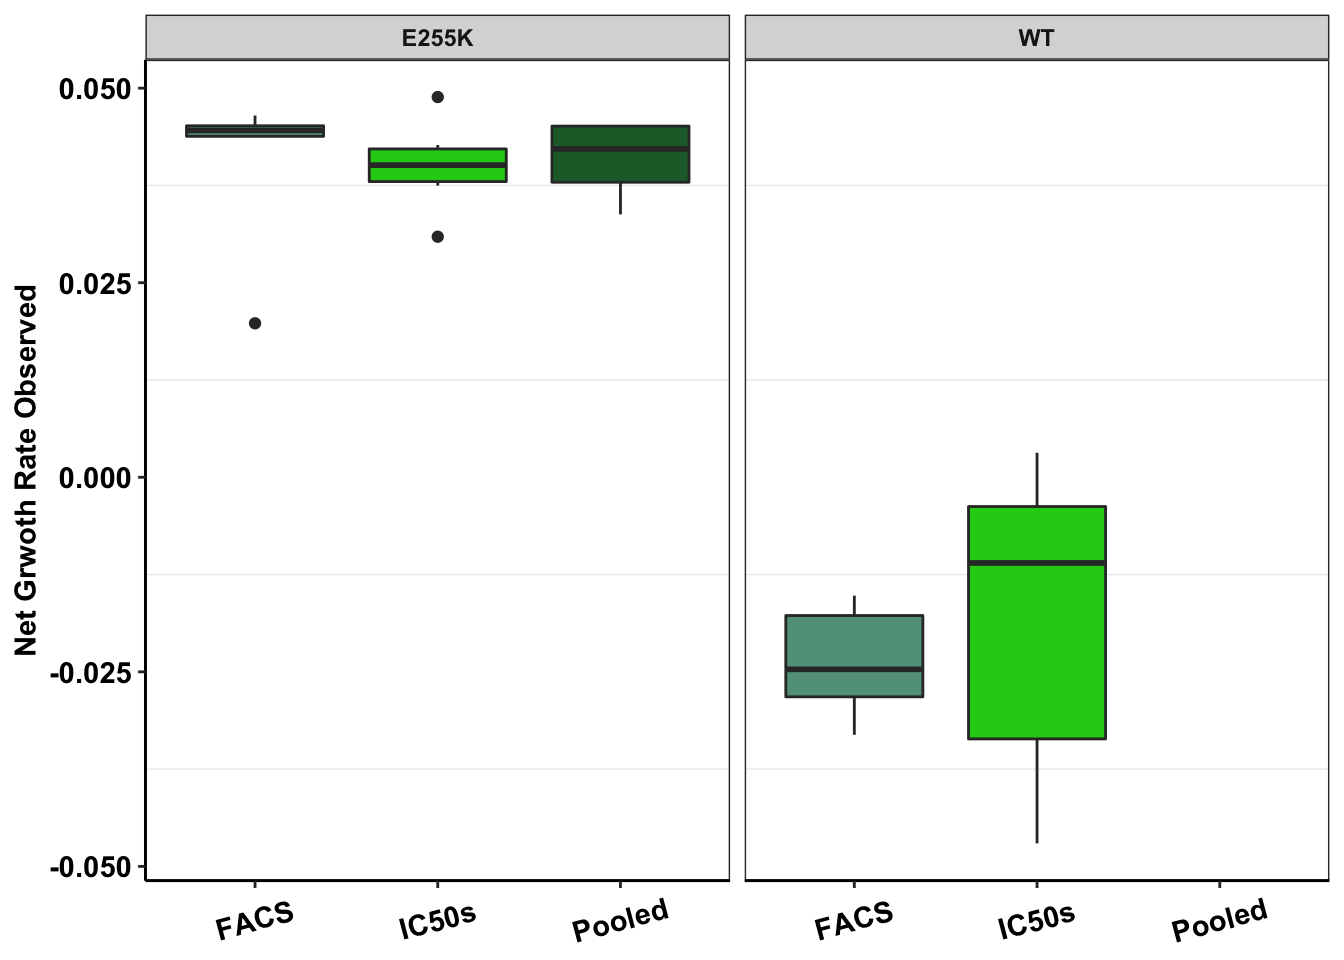 E255K
WT
Net Grwoth Rate Observed
0.050
0.025
0.000
-0.025
-0.050
FACS
IC50s
Pooled
FACS
IC50s
Pooled